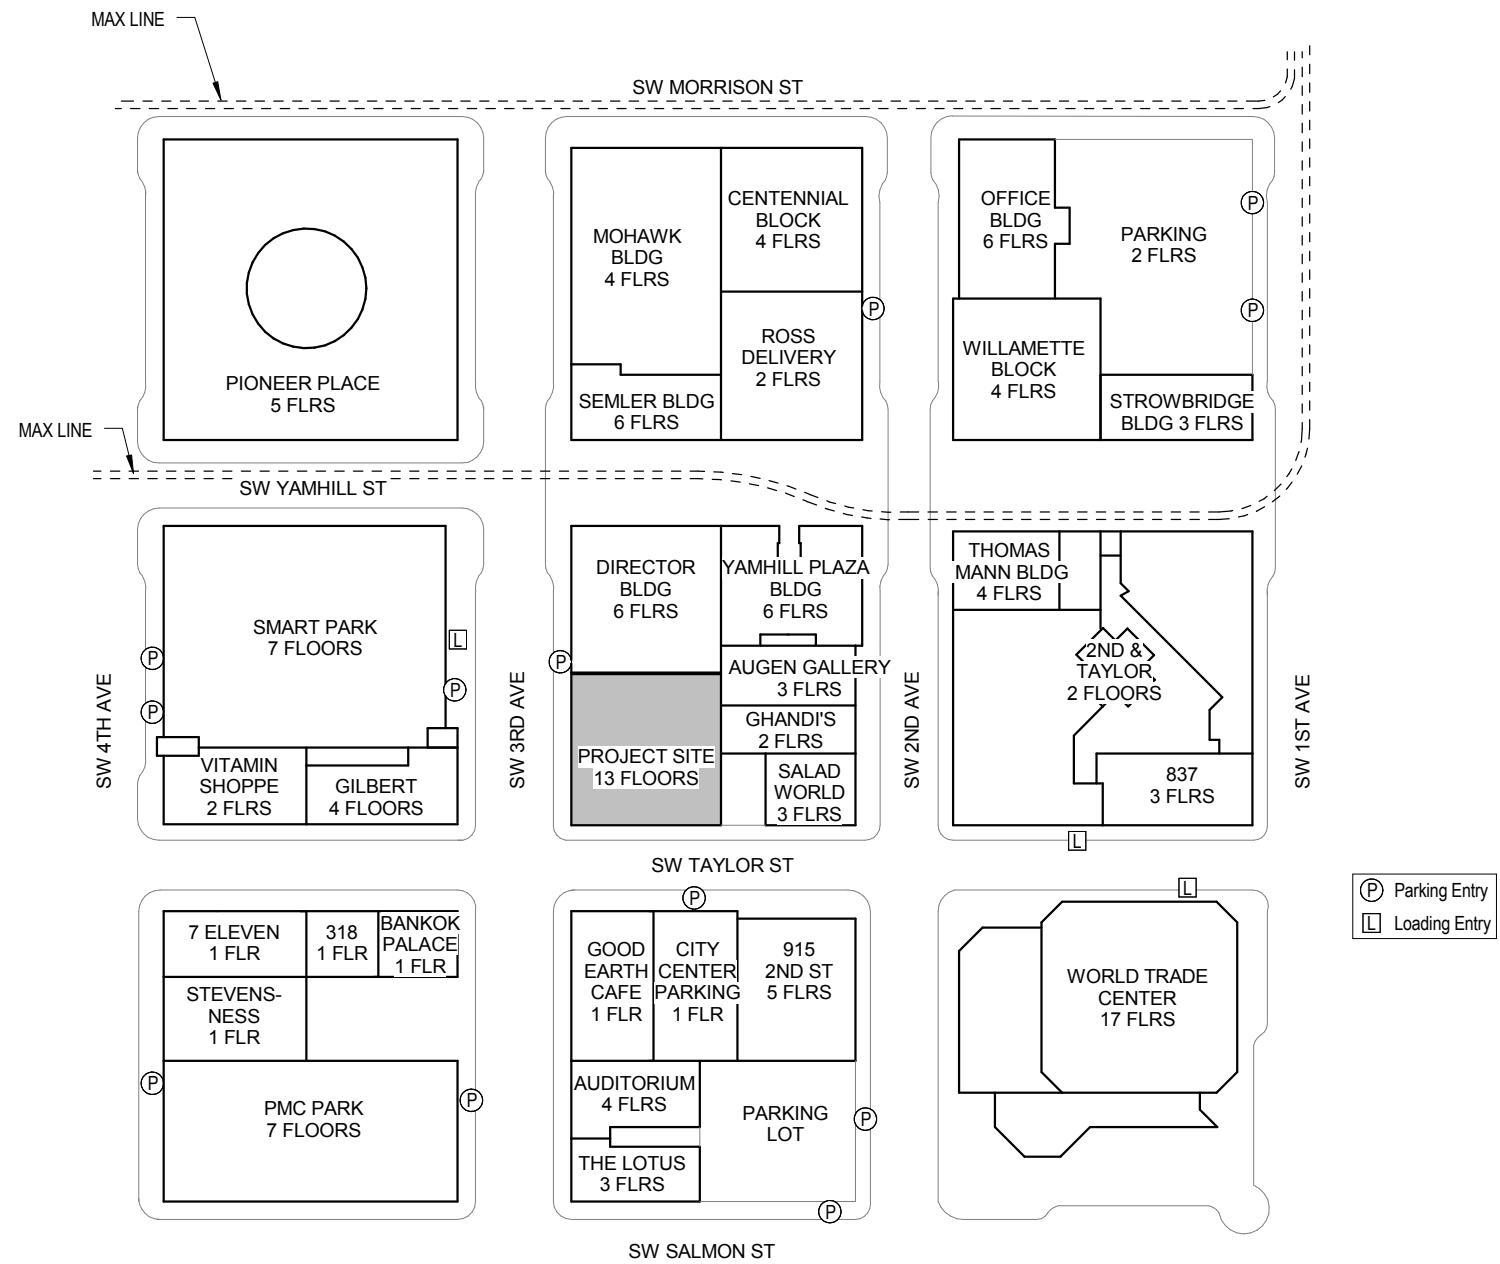 MAX LINE
SW MORRISON ST
PIONEER PLACE
5 FLRS
MOHAWK
BLDG
4 FLRS
CENTENNIAL
BLOCK
4 FLRS
ROSS
DELIVERY
2 FLRS
SEMLER BLDG
6 FLRS
OFFICE
BLDG
6 FLRS
P
PARKING
2 FLRS
P
P
WILLAMETTE
BLOCK
4 FLRS
STROWBRIDGE
BLDG 3 FLRS
MAX LINE
SW YAMHILL ST
SMART PARK
7 FLOORS
L
P
P
P
SW 4TH AVE
VITAMIN
SHOPPE
2 FLRS
GILBERT
4 FLOORS
SW 3RD AVE
DIRECTOR
BLDG
6 FLRS
YAMHILL PLAZA
BLDG
6 FLRS
P
AUGEN GALLERY
3 FLRS
GHANDI'S
2 FLRS
PROJECT SITE
13 FLOORS
SALAD
WORLD
3 FLRS
SW 2ND AVE
THOMAS
MANN BLDG
4 FLRS
2ND &
TAYLOR
2 FLOORS
837
3 FLRS
L
SW 1ST AVE
SW TAYLOR ST
7 ELEVEN
1 FLR
318
1 FLR
BANKOK
PALACE
1 FLR
STEVENS-
NESS
1 FLR
P
PMC PARK
7 FLOORS
P
P
GOOD
EARTH
CAFE
1 FLR
CITY
CENTER
PARKING
1 FLR
915
2ND ST
5 FLRS
AUDITORIUM
4 FLRS
PARKING
LOT
P
THE LOTUS
3 FLRS
P
L
WORLD TRADE
CENTER
17 FLRS
P Parking Entry
L Loading Entry
SW SALMON ST